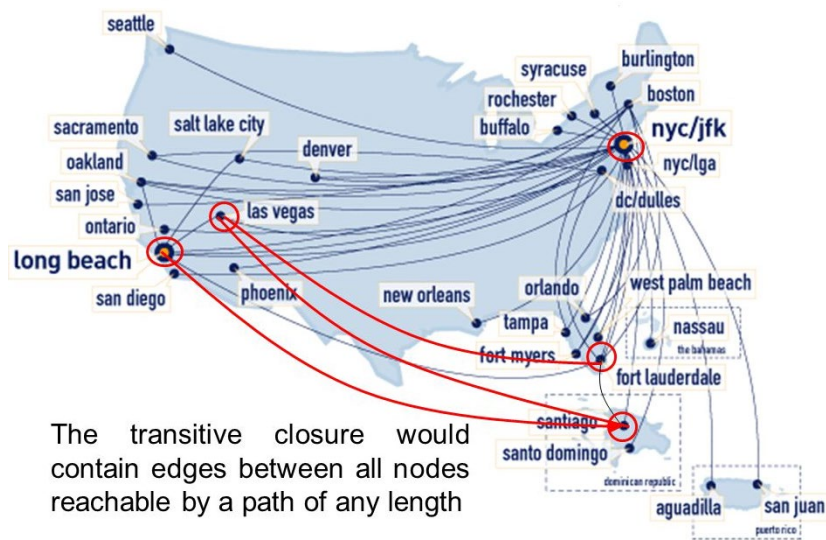 seattle
burlington
syracuse
boston
rochester
nyc/jfk
buffalo
sacramento
salt lake city
denver
oakland
nyc/lga
san jose
las vegas
dc/dulles
ontario
long beach
san diego
phoenix
new orleans
orlando
west palm beach
tampa
nassau
the bahamas
fort myers
fort lauderdale
santiago
santo domingo
dominican republic
aguadilla
san juan
puerto rico
The transitive closure would
contain edges between all nodes
reachable by a path of any length